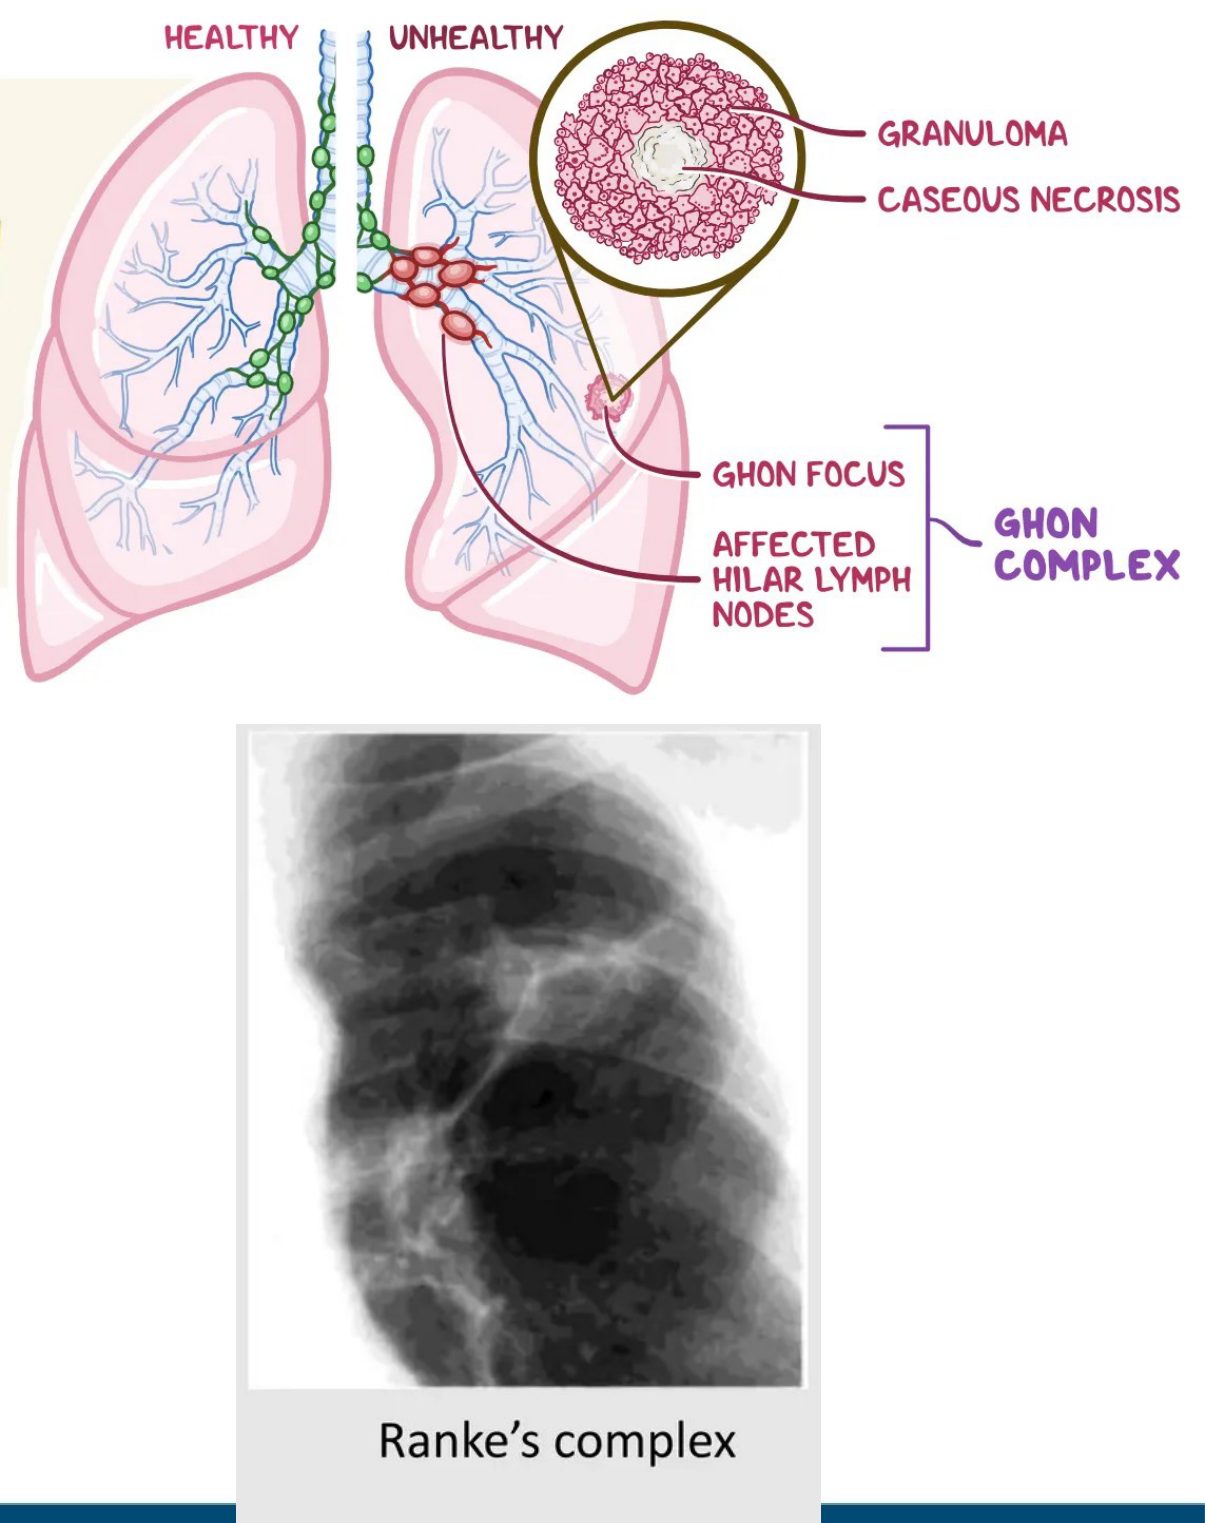 HEALTHY
UNHEALTHY
GRANULOMA
CASEOUS NECROSIS
GHON FOCUS
AFFECTED
HILAR LYMPH
NODES
GHON
COMPLEX
Ranke's complex